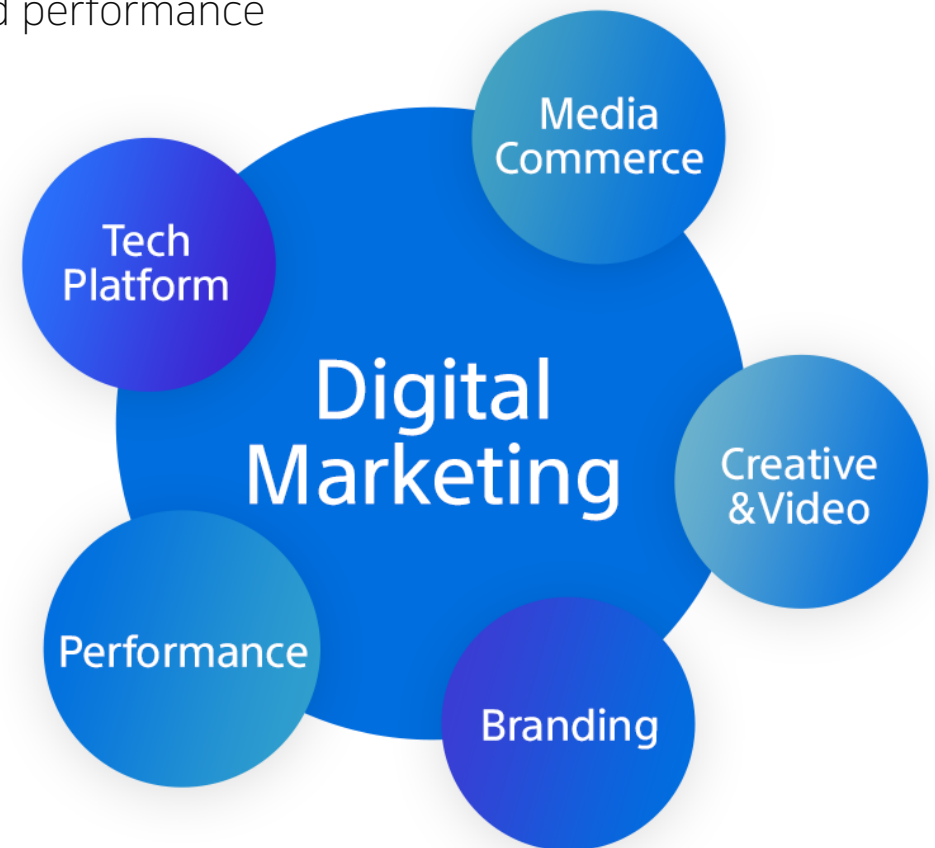 performance
Media
Commerce
Tech
Platform
Digital
Marketing
Creative
&Video
Performance
Branding